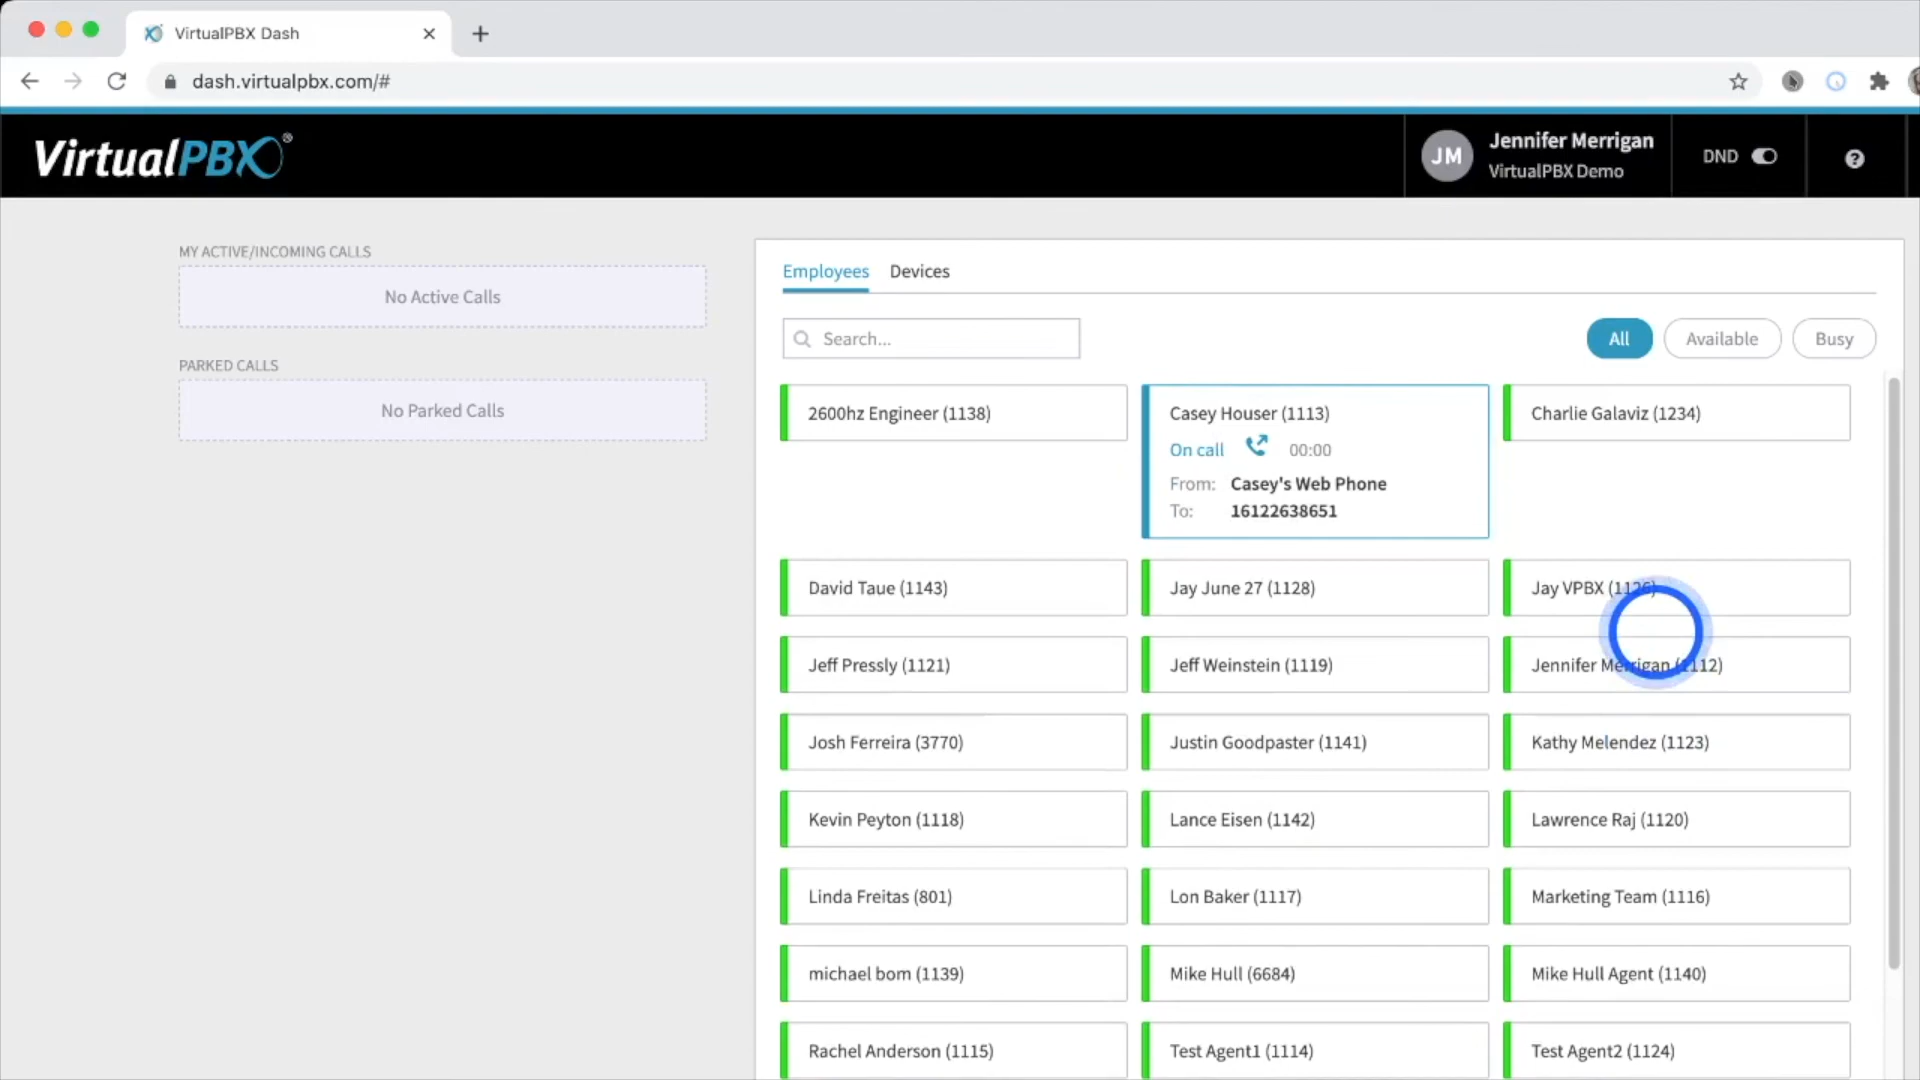 VirtualPBX Dash
dash.virtualpbx.com/#
VirtualPBX®
JM
Jennifer Merrigan
VirtualPBX Demo
DND
?
MY ACTIVE/INCOMING CALLS
No Active Calls
PARKED CALLS
No Parked Calls
Employees
Devices
Search...
All
Available
Busy
2600hz Engineer (1138)
Casey Houser (1113)
On call 00:00
From: Casey's Web Phone
To: 16122638651
Charlie Galaviz (1234)
David Taue (1143)
Jay June 27 (1128)
Jay VPBX (1126)
Jeff Pressly (1121)
Jeff Weinstein (1119)
Jennifer Merrigan (1112)
Josh Ferreira (3770)
Justin Goodpaster (1141)
Kathy Melendez (1123)
Kevin Peyton (1118)
Lance Eisen (1142)
Lawrence Raj (1120)
Linda Freitas (801)
Lon Baker (1117)
Marketing Team (1116)
michael bom (1139)
Mike Hull (6684)
Mike Hull Agent (1140)
Rachel Anderson (1115)
Test Agent1 (1114)
Test Agent2 (1124)